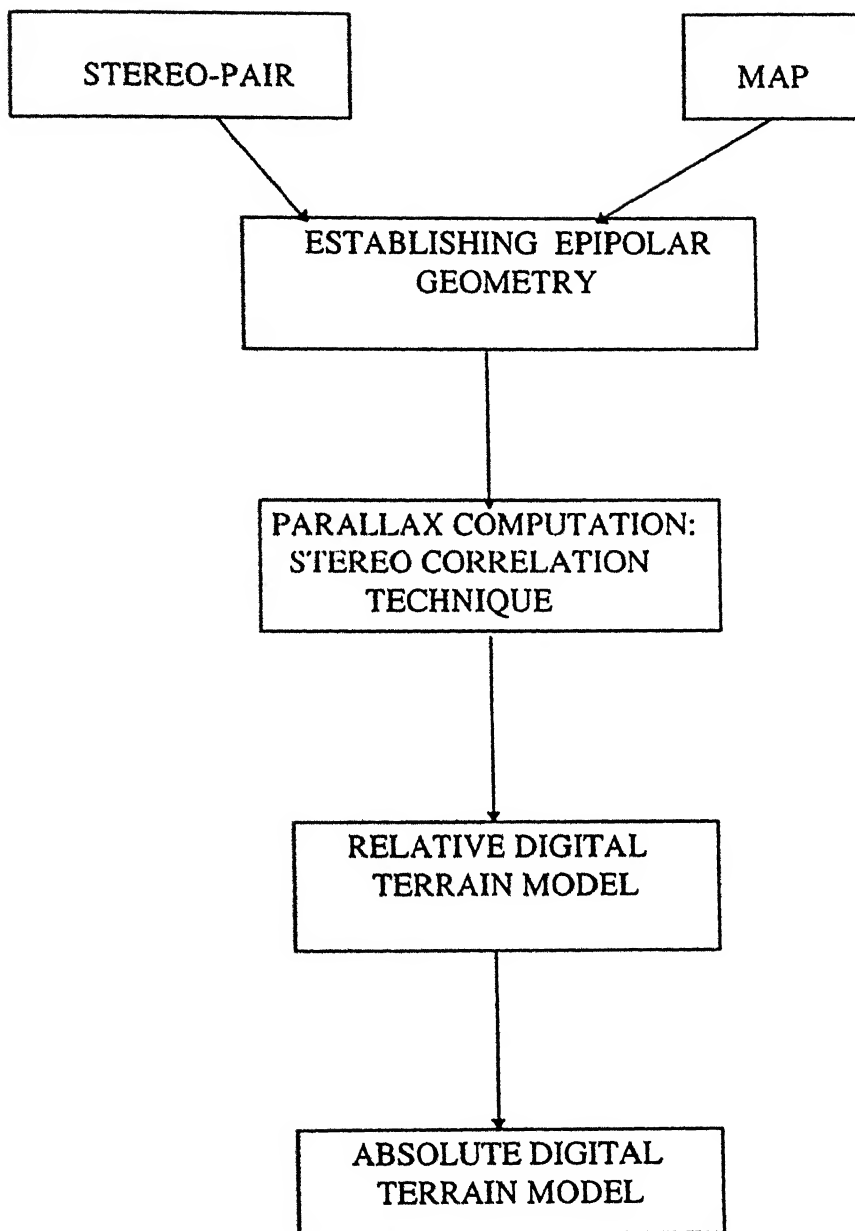 STEREO-PAIR
MAP
ESTABLISHING EPIPOLAR
GEOMETRY
PARALLAX COMPUTATION:
STEREO CORRELATION
TECHNIQUE
RELATIVE DIGITAL
TERRAIN MODEL
ABSOLUTE DIGITAL
TERRAIN MODEL